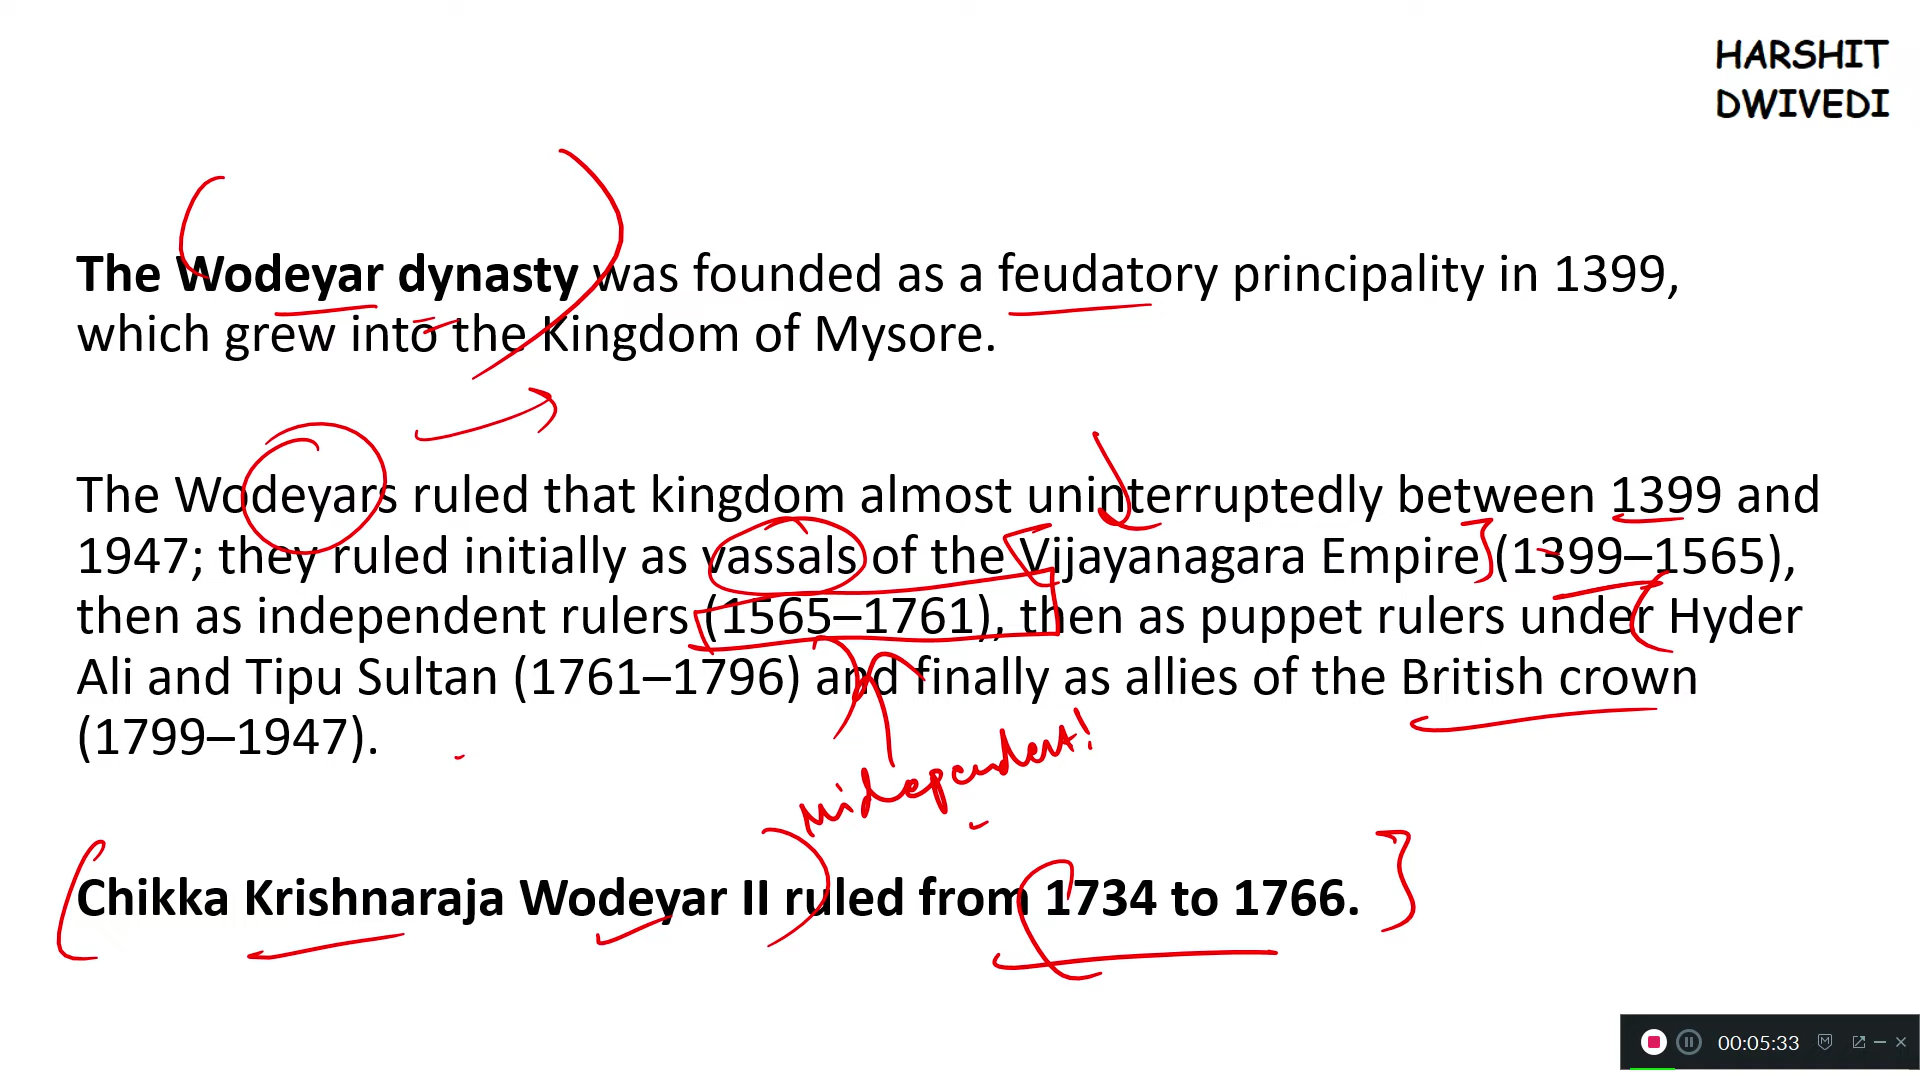 HARSHIT
DWIVEDI
The Wodeyar dynasty was founded as a feudatory principality in 1399,
which grew into the Kingdom of Mysore.
The Wodeyars ruled that kingdom almost uninterruptedly between 1399 and
1947; they ruled initially as vassals of the Vijayanagara Empire (1399–1565),
then as independent rulers (1565–1761), then as puppet rulers under Hyder
Ali and Tipu Sultan (1761–1796) and finally as allies of the British crown
(1799–1947).
independent!
Chikka Krishnaraja Wodeyar II ruled from 1734 to 1766.
00:05:33